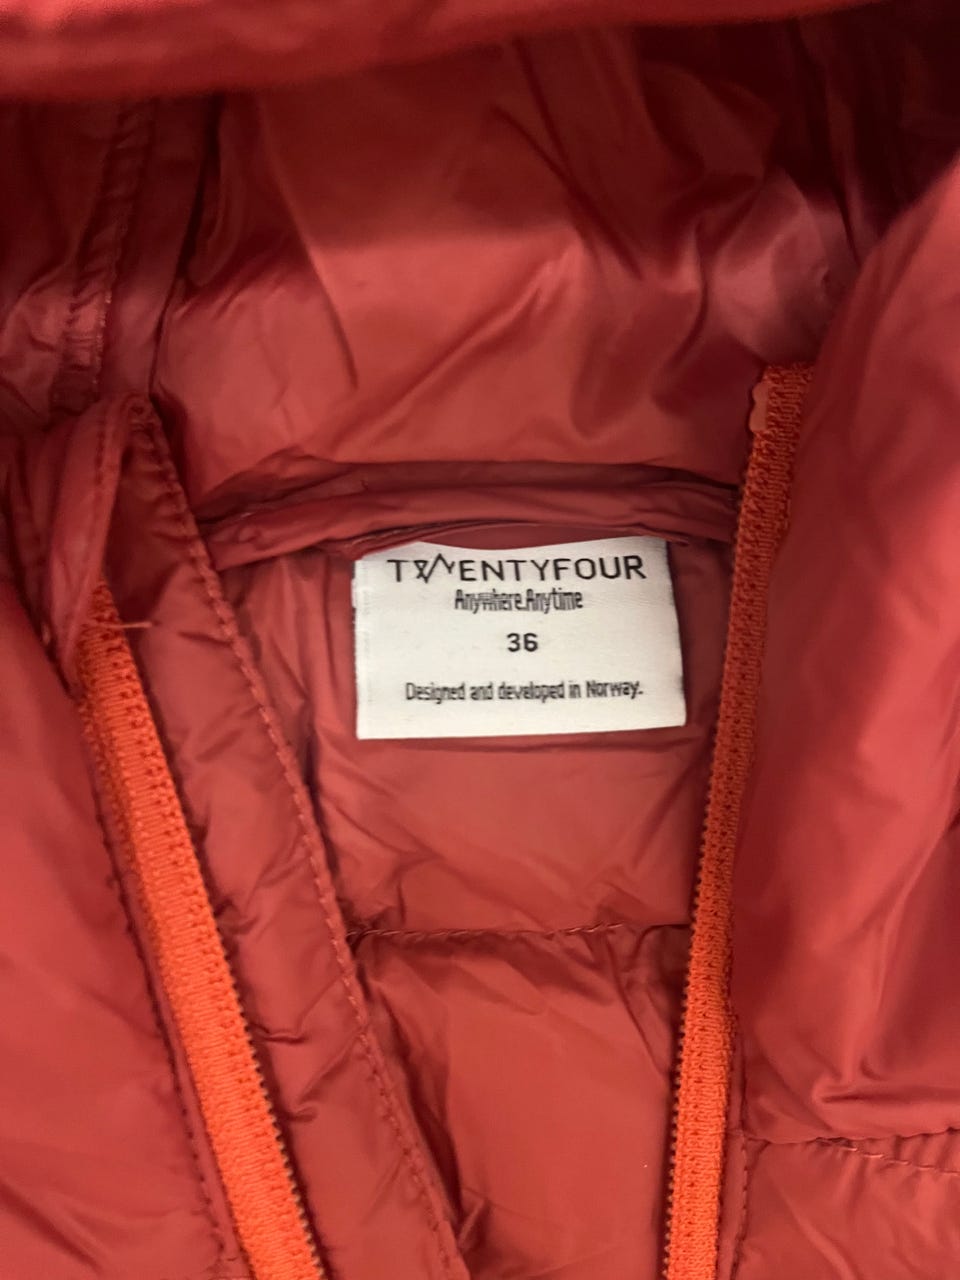 TWENTYFOUR
Anywhere.Anytime
36
Designed and developed in Norway.